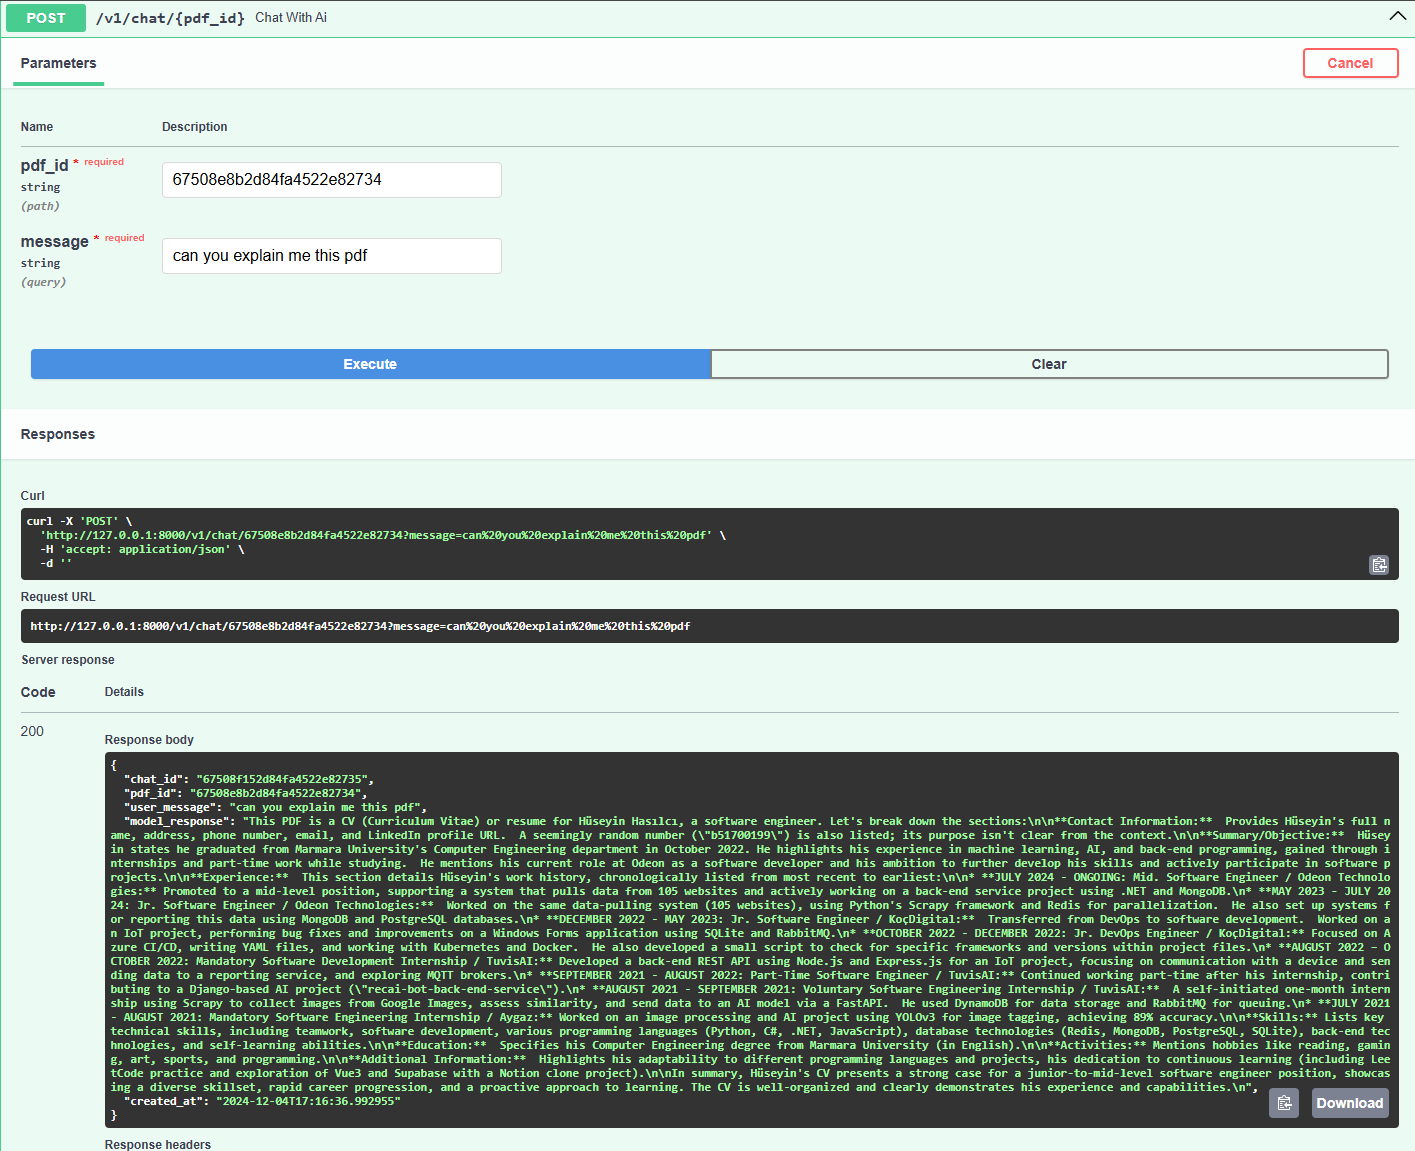 POST /v1/chat/{pdf_id} Chat With Ai
Parameters
Cancel
Name Description
pdf_id * required
string
(path)
67508e8b2d84fa4522e82734
message * required
string
(query)
can you explain me this pdf
Execute
Clear
Responses
Curl
curl -X 'POST' \
'http://127.0.0.1:8000/v1/chat/67508e8b2d84fa4522e82734?message=can%20you%20explain%20me%20this%20pdf' \
-H 'accept: application/json' \
-d ''
Request URL
http://127.0.0.1:8000/v1/chat/67508e8b2d84fa4522e82734?message=can%20you%20explain%20me%20this%20pdf
Server response
Code Details
200
Response body
{
"chat_id": "67508f152d84fa4522e82735",
"pdf_id": "67508e8b2d84fa4522e82734",
"user_message": "can you explain me this pdf",
"model_response": "This PDF is a CV (Curriculum Vitae) or resume for Hüseyin Hasılcı, a software engineer. Let's break down the sections:\n\n**Contact Information:**  Provides Hüseyin's full n
ame, address, phone number, email, and LinkedIn profile URL.  A seemingly random number (\"b51700199\") is also listed; its purpose isn't clear from the context.\n\n**Summary/Objective:**  Hüsey
in states he graduated from Marmara University's Computer Engineering department in October 2022. He highlights his experience in machine learning, AI, and back-end programming, gained through i
nternships and part-time work while studying.  He mentions his current role at Odeon as a software developer and his ambition to further develop his skills and actively participate in software p
rojects.\n\n**Experience:**  This section details Hüseyin's work history, chronologically listed from most recent to earliest:\n\n* **JULY 2024 - ONGOING: Mid. Software Engineer / Odeon Technolo
gies:** Promoted to a mid-level position, supporting a system that pulls data from 105 websites and actively working on a back-end service project using .NET and MongoDB.\n* **MAY 2023 - JULY 20
24: Jr. Software Engineer / Odeon Technologies:**  Worked on the same data-pulling system (105 websites), using Python's Scrapy framework and Redis for parallelization.  He also set up systems f
or reporting this data using MongoDB and PostgreSQL databases.\n* **DECEMBER 2022 - MAY 2023: Jr. Software Engineer / KoçDigital:**  Transferred from DevOps to software development.  Worked on a
n IoT project, performing bug fixes and improvements on a Windows Forms application using SQLite and RabbitMQ.\n* **OCTOBER 2022 - DECEMBER 2022: Jr. DevOps Engineer / KoçDigital:** Focused on A
zure CI/CD, writing YAML files, and working with Kubernetes and Docker.  He also developed a small script to check for specific frameworks and versions within project files.\n* **AUGUST 2022 - O
CTOBER 2022: Mandatory Software Development Internship / TuvisAI:** Developed a back-end REST API using Node.js and Express.js for an IoT project, focusing on communication with a device and sen
ding data to a reporting service, and exploring MQTT brokers.\n* **SEPTEMBER 2021 - AUGUST 2022: Part-Time Software Engineer / TuvisAI:** Continued working part-time after his internship, contri
buting to a Django-based AI project (\"recai-bot-back-end-service\").\n* **AUGUST 2021 - SEPTEMBER 2021: Voluntary Software Engineering Internship / TuvisAI:**  A self-initiated one-month intern
ship using Scrapy to collect images from Google Images, assess similarity, and send data to an AI model via a FastAPI.  He used DynamoDB for data storage and RabbitMQ for queuing.\n* **JULY 2021
- AUGUST 2021: Mandatory Software Engineering Internship / Aygaz:** Worked on an image processing and AI project using YOLOv3 for image tagging, achieving 89% accuracy.\n\n**Skills:** Lists key
technical skills, including teamwork, software development, various programming languages (Python, C#, .NET, JavaScript), database technologies (Redis, MongoDB, PostgreSQL, SQLite), back-end tec
hnologies, and self-learning abilities.\n\n**Education:**  Specifies his Computer Engineering degree from Marmara University (in English).\n\n**Activities:** Mentions hobbies like reading, gamin
g, art, sports, and programming.\n\n**Additional Information:**  Highlights his adaptability to different programming languages and projects, his dedication to continuous learning (including Lee
tCode practice and exploration of Vue3 and Supabase with a Notion clone project).\n\nIn summary, Hüseyin's CV presents a strong case for a junior-to-mid-level software engineer position, showcas
ing a diverse skillset, rapid career progression, and a proactive approach to learning. The CV is well-organized and clearly demonstrates his experience and capabilities.\n",
"created_at": "2024-12-04T17:16:36.992955"
}
Download
Response headers